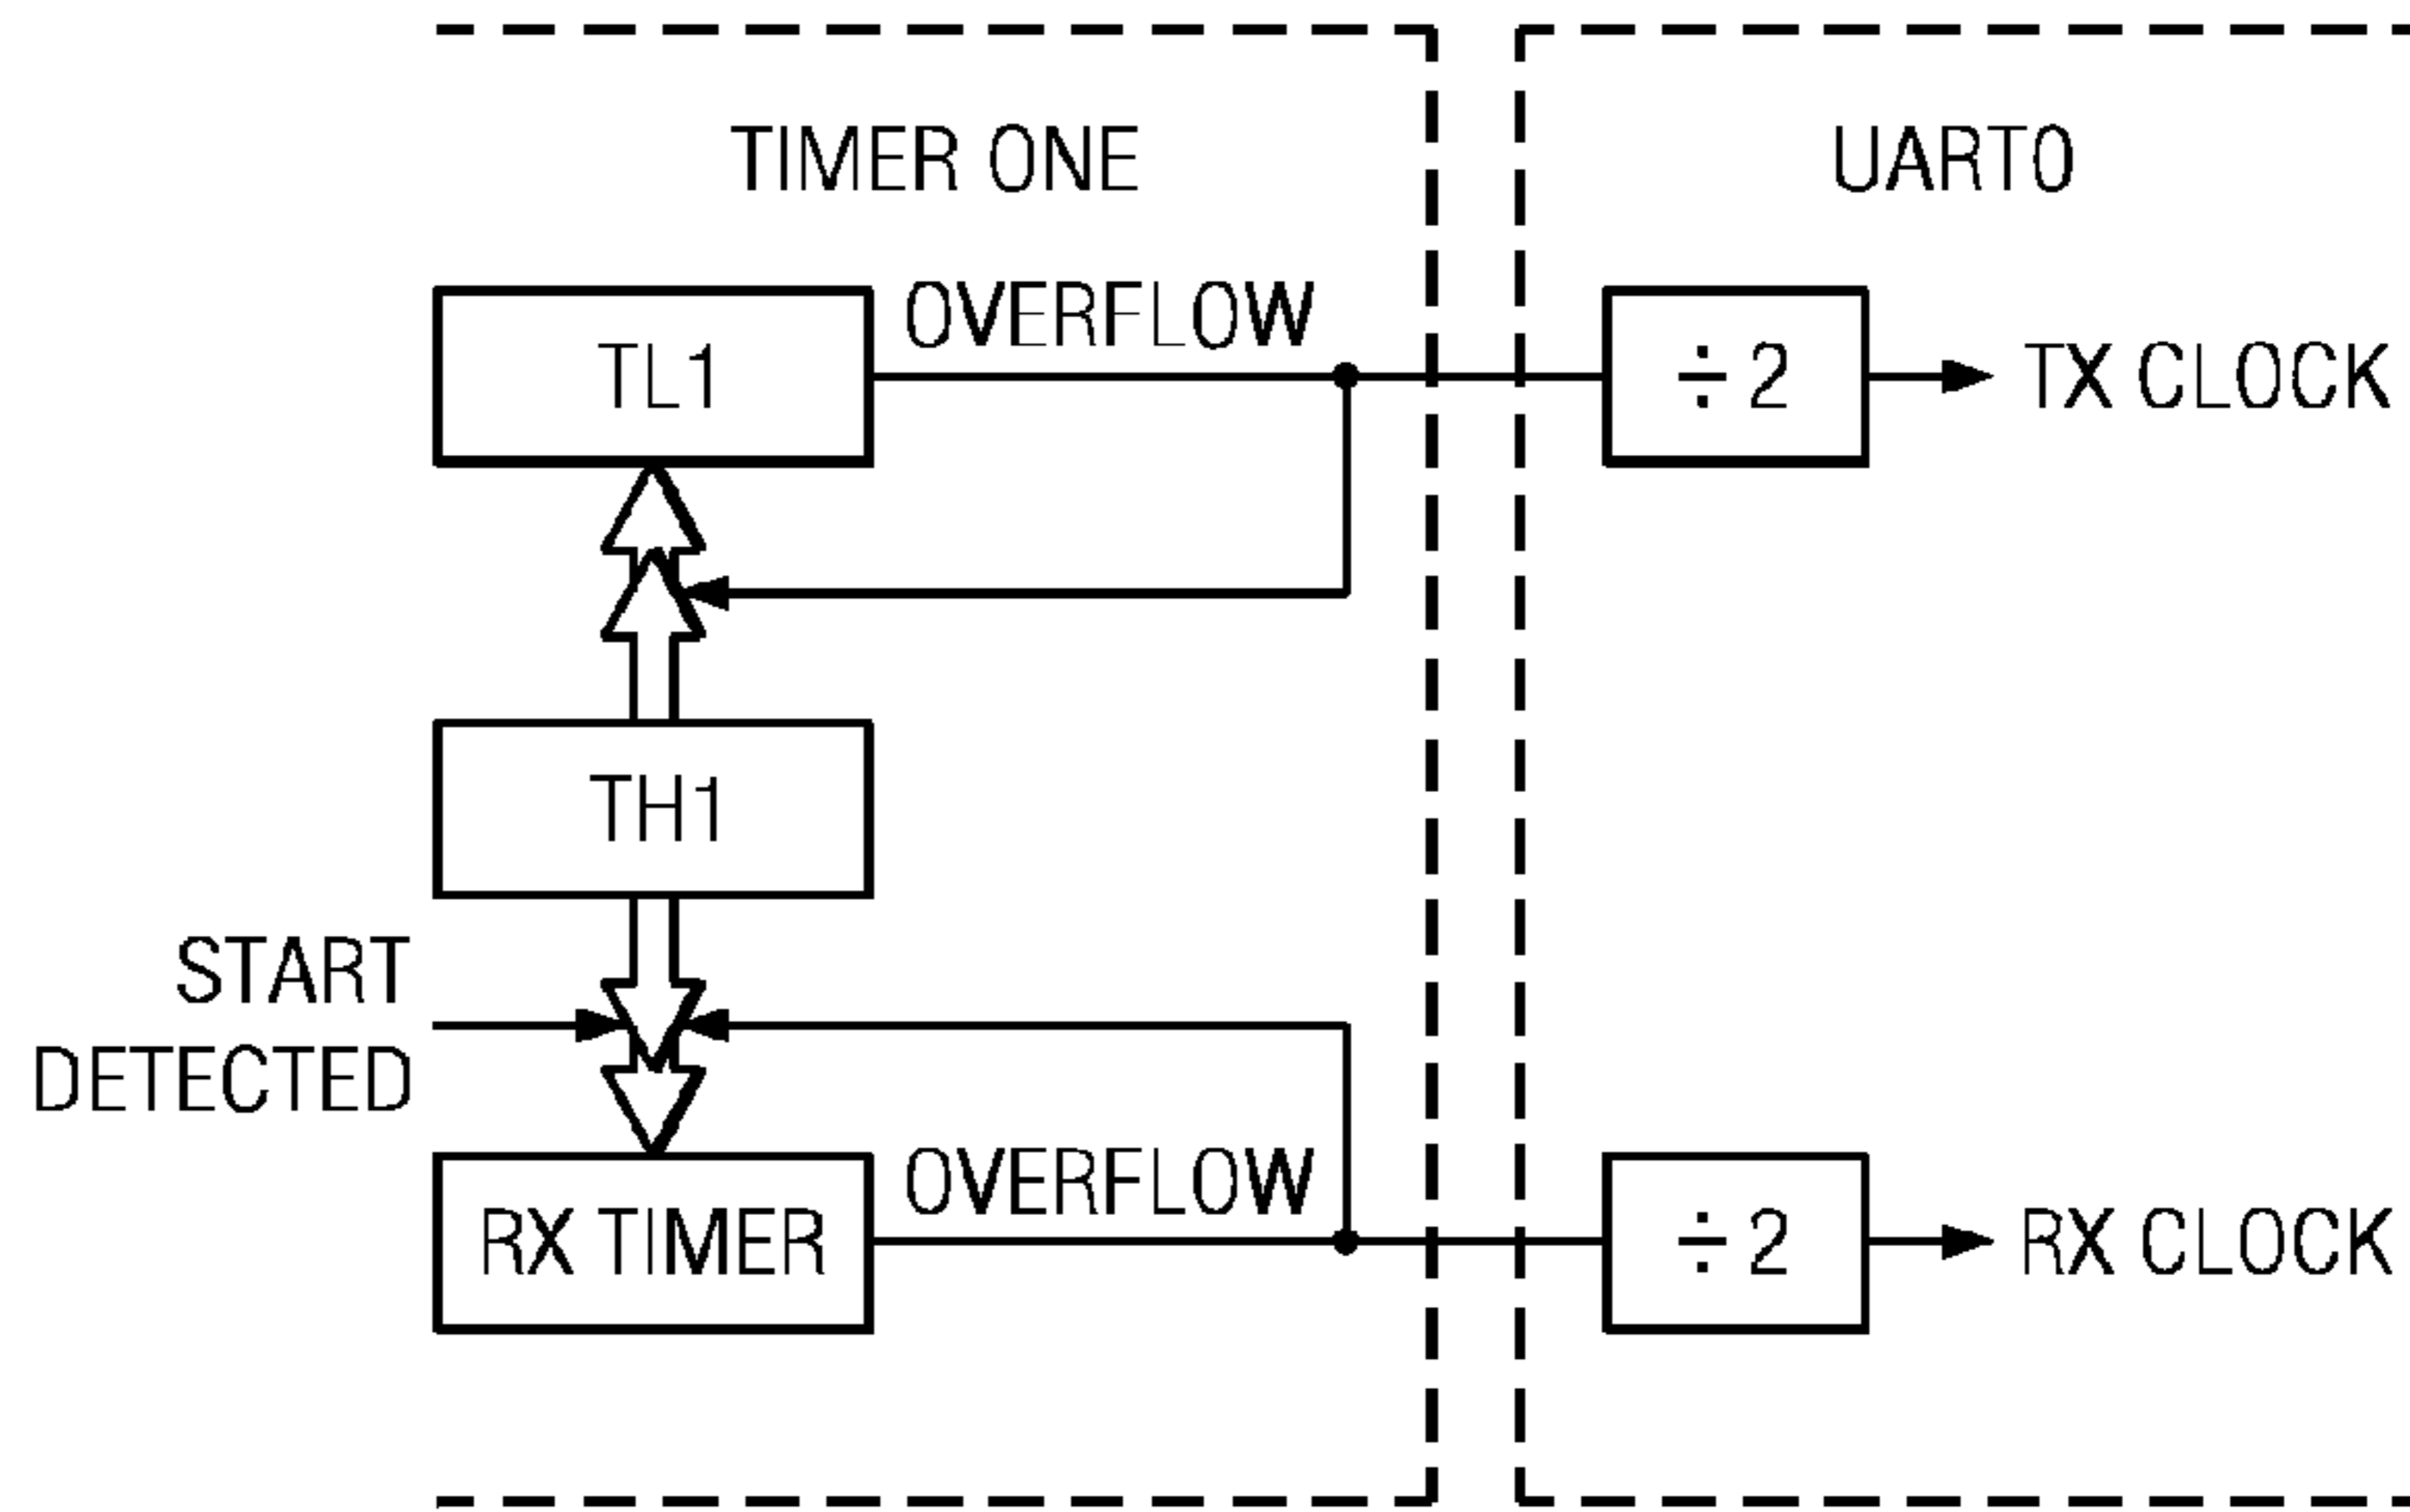 TIMER ONE
UART0
OVERFLOW
TL1
÷ 2
TX CLOCK
TH1
START
DETECTED
OVERFLOW
RX TIMER
÷ 2
RX CLOCK